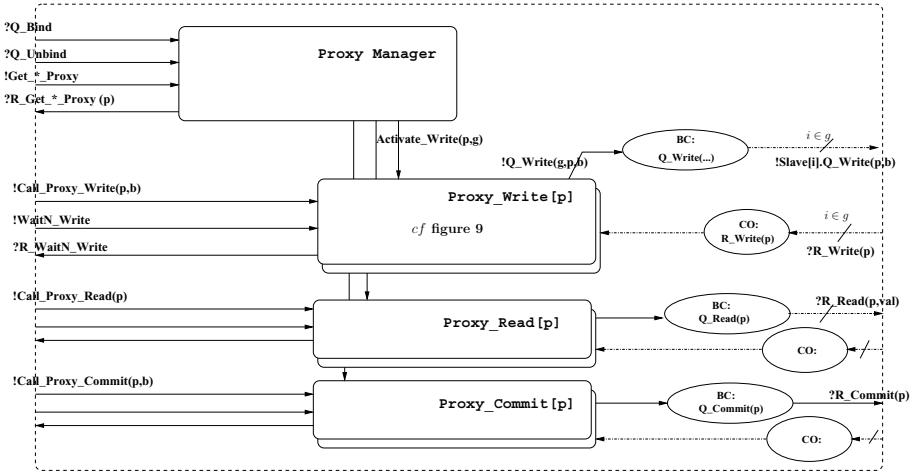 ?Q_Bind
?Q_Unbind
!Get_*_Proxy
?R_Get_*_Proxy (p)
Proxy Manager
Activate_Write(p,g)
!Q_Write(g,p,b)
BC:
Q_Write(...)
i ∈ g
!Slave[i].Q_Write(p,b)
!Call_Proxy_Write(p,b)
!WaitN_Write
?R_WaitN_Write
Proxy_Write[p]
cf figure 9
CO:
R_Write(p)
i ∈ g
?R_Write(p)
!Call_Proxy_Read(p)
Proxy_Read[p]
BC:
Q_Read(p)
?R_Read(p,val)
CO:
!Call_Proxy_Commit(p,b)
Proxy_Commit[p]
BC:
Q_Commit(p)
?R_Commit(p)
CO: